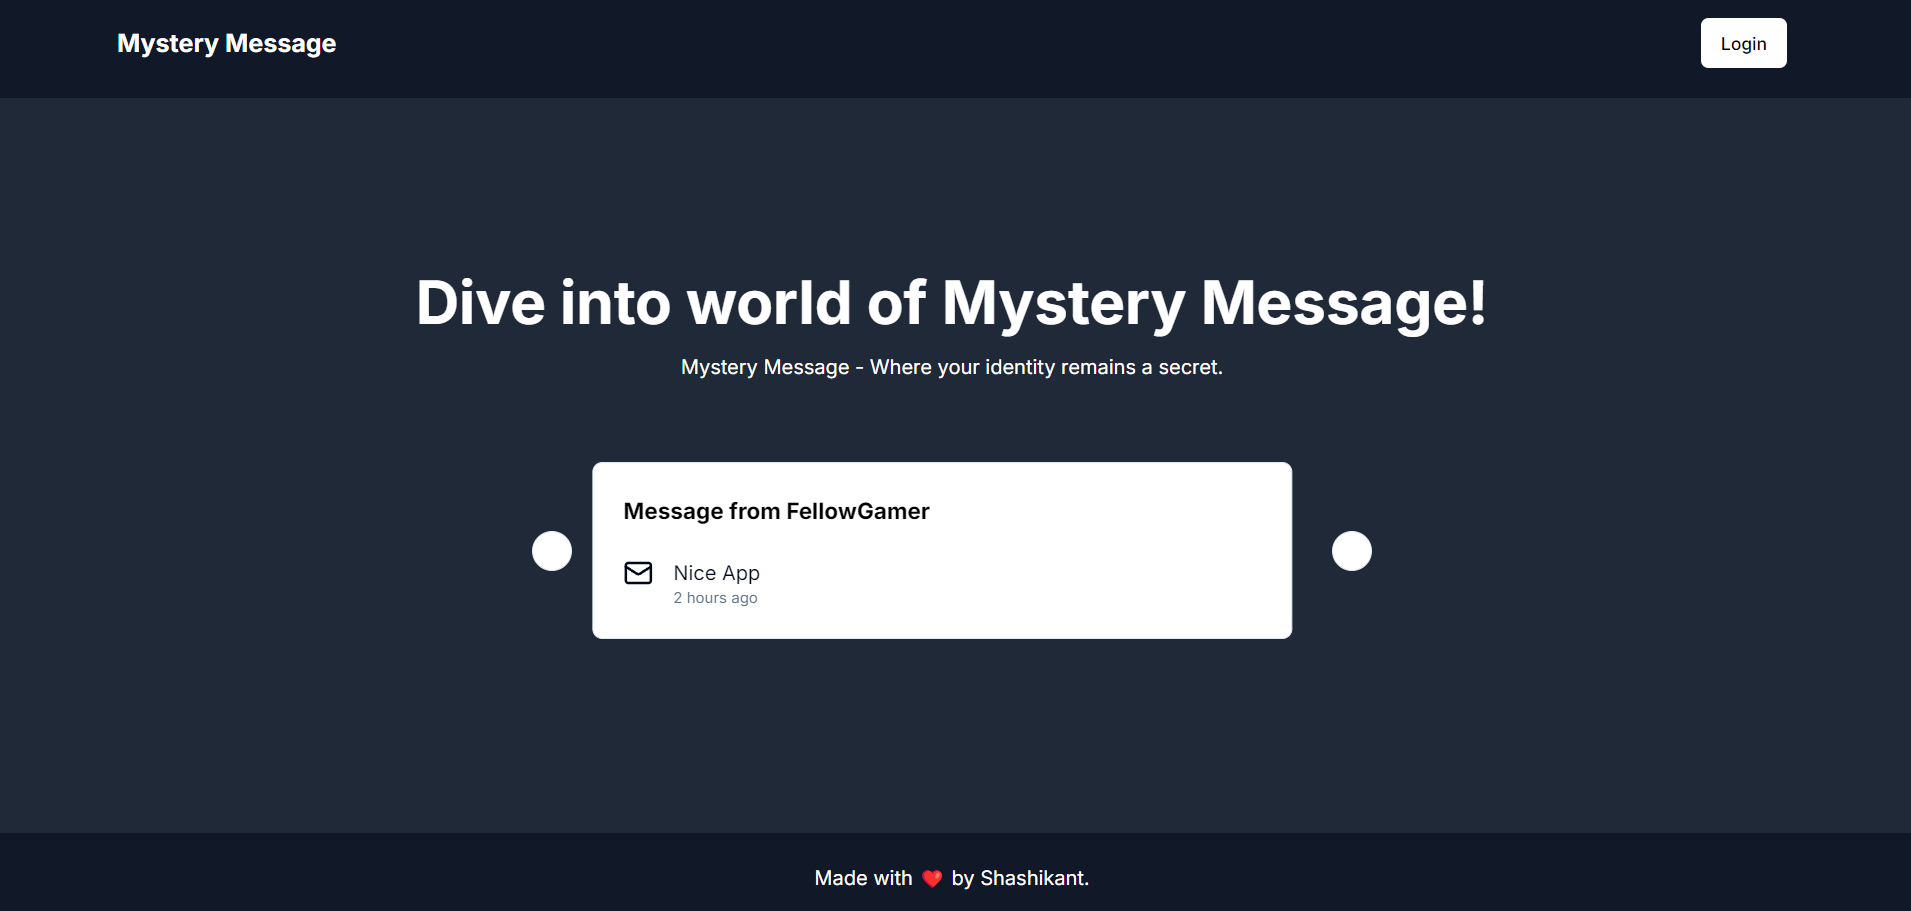 Mystery Message
Login
Dive into world of Mystery Message!
Mystery Message - Where your identity remains a secret.
Message from FellowGamer
Nice App
2 hours ago
Made with ❤️ by Shashikant.